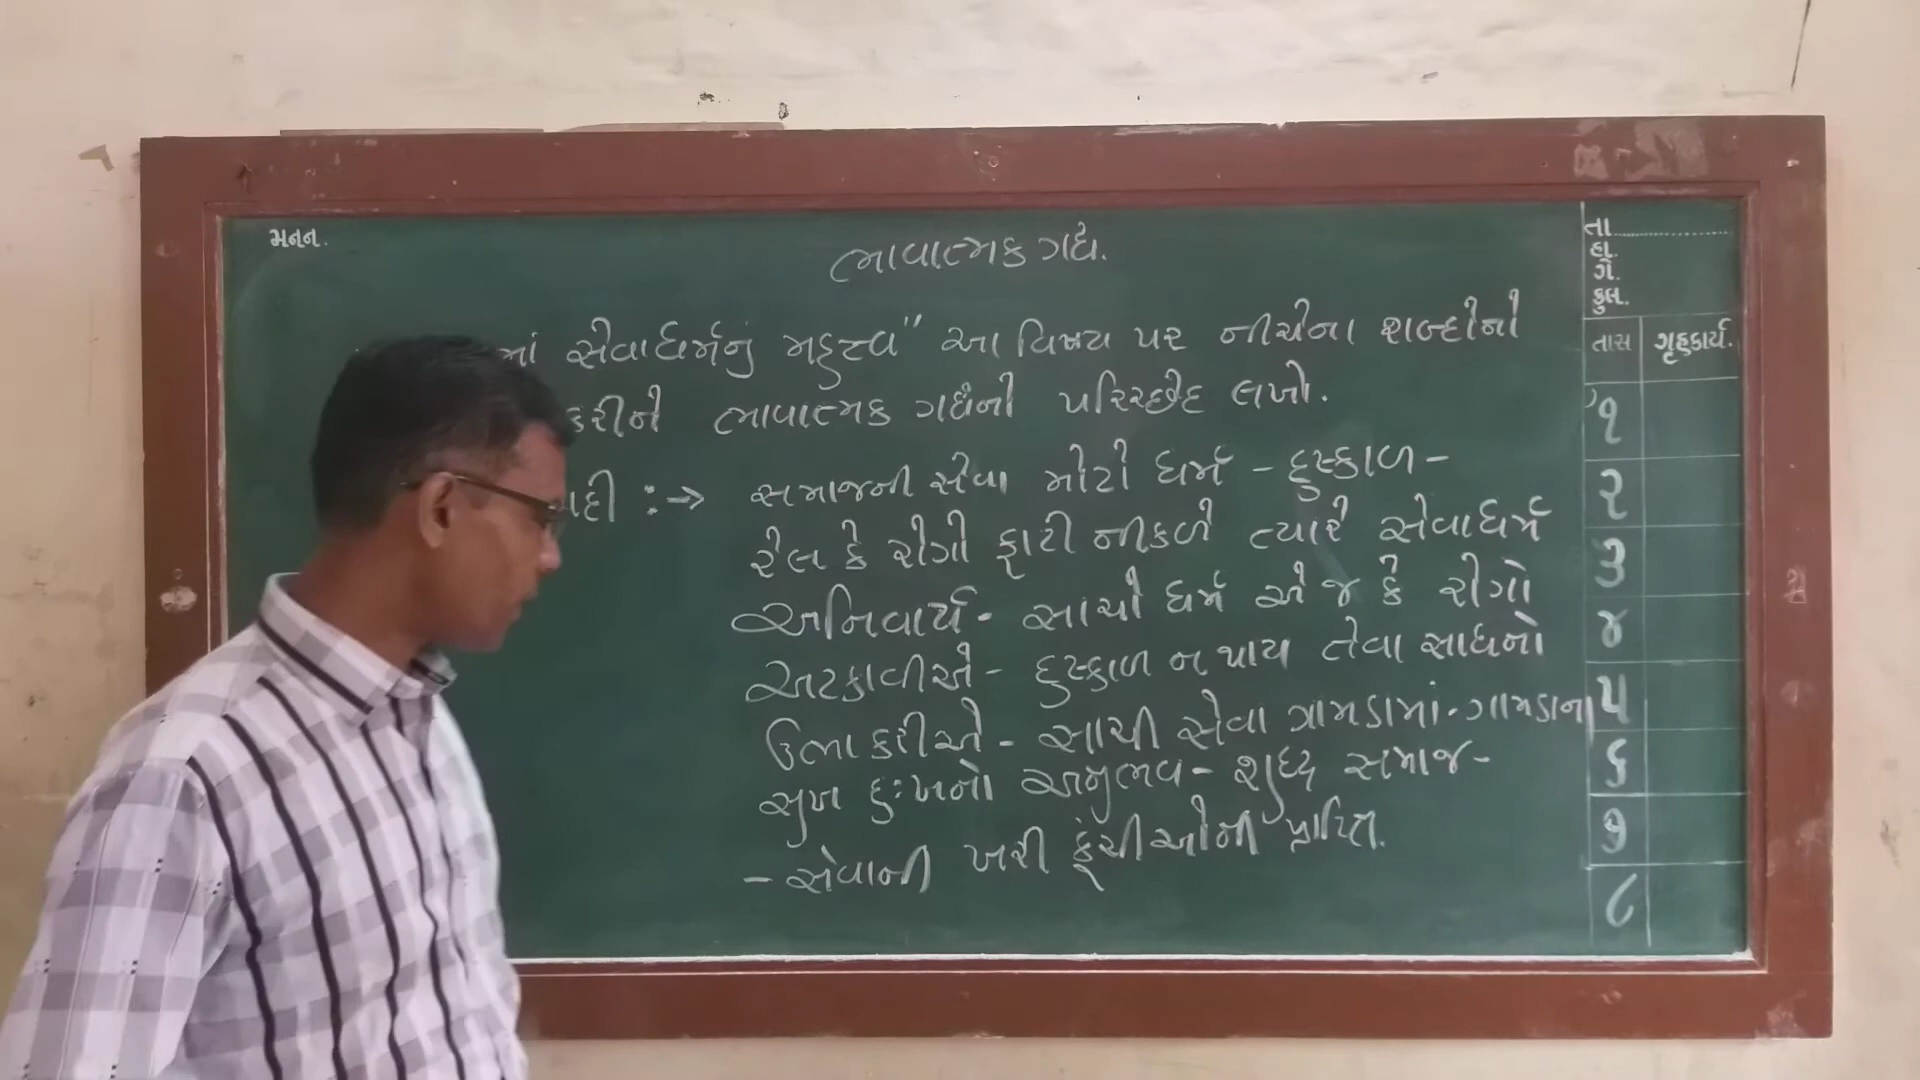 મનન.
ભાવાત્મક ગદ્ય.
માં સેવાધર્મનું મહત્ત્વ" આ વિષય પર નીચેના શબ્દોનો
કરીને ભાવાત્મક ગદ્યનો પરિચ્છેદ લખો.
:→ સમાજની સેવા મોટો ધર્મ - દુષ્કાળ -
રેલ કે રોગો ફાટી નીકળે ત્યારે સેવાધર્મ
અનિવાર્ય - સાચો ધર્મ એ જ કે રોગો
અટકાવીએ - દુષ્કાળ ન થાય તેવા સાધનો
ઉભા કરીએ - સાચી સેવા ગામડામાં - ગામડાના
સુખ દુઃખનો અનુભવ - શુધ્ધ સમાજ -
- સેવાની ખરી કૂંચીઓની પ્રાપ્તિ.
તા..............
હા.
ગે.
કુલ.
તાસ ગૃહકાર્ય.
૧
૨
૩
૪
૫
૬
૭
૮